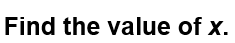 Find the value of x.